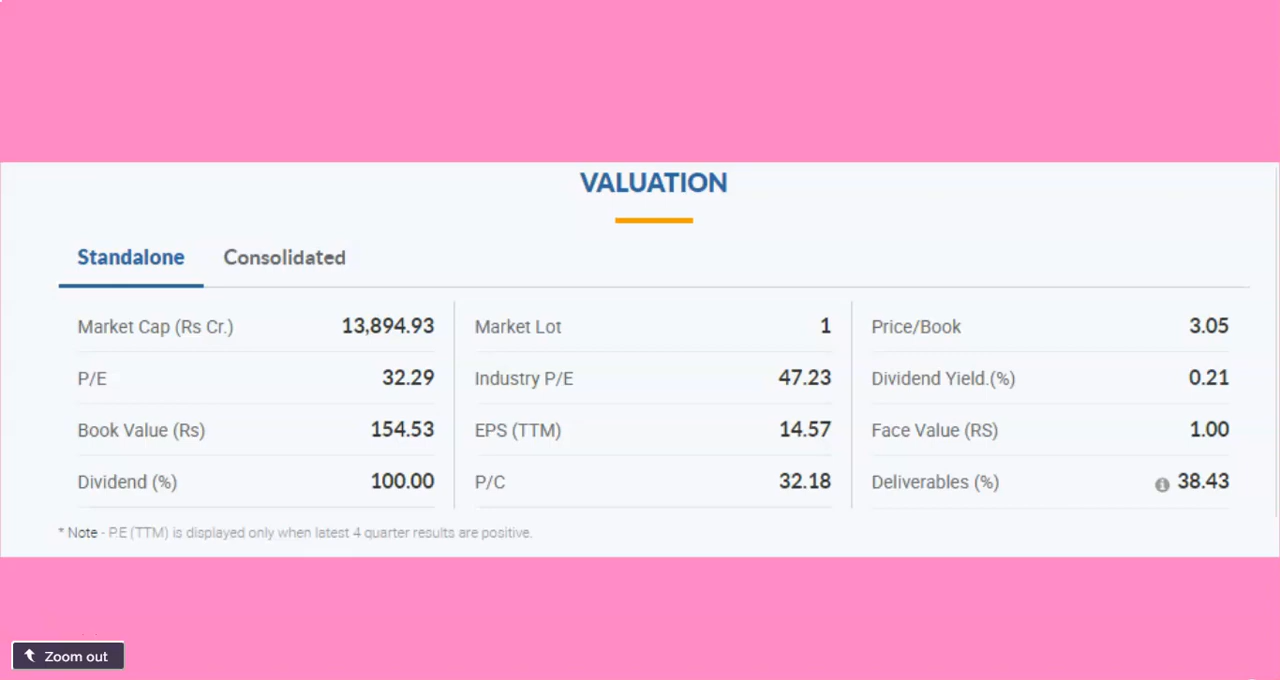 VALUATION
Standalone Consolidated
Market Cap (Rs Cr.) 13,894.93 Market Lot 1 Price/Book 3.05
P/E 32.29 Industry P/E 47.23 Dividend Yield.(%) 0.21
Book Value (Rs) 154.53 EPS (TTM) 14.57 Face Value (RS) 1.00
Dividend (%) 100.00 P/C 32.18 Deliverables (%) 38.43
* Note - P.E (TTM) is displayed only when latest 4 quarter results are positive.
Zoom out